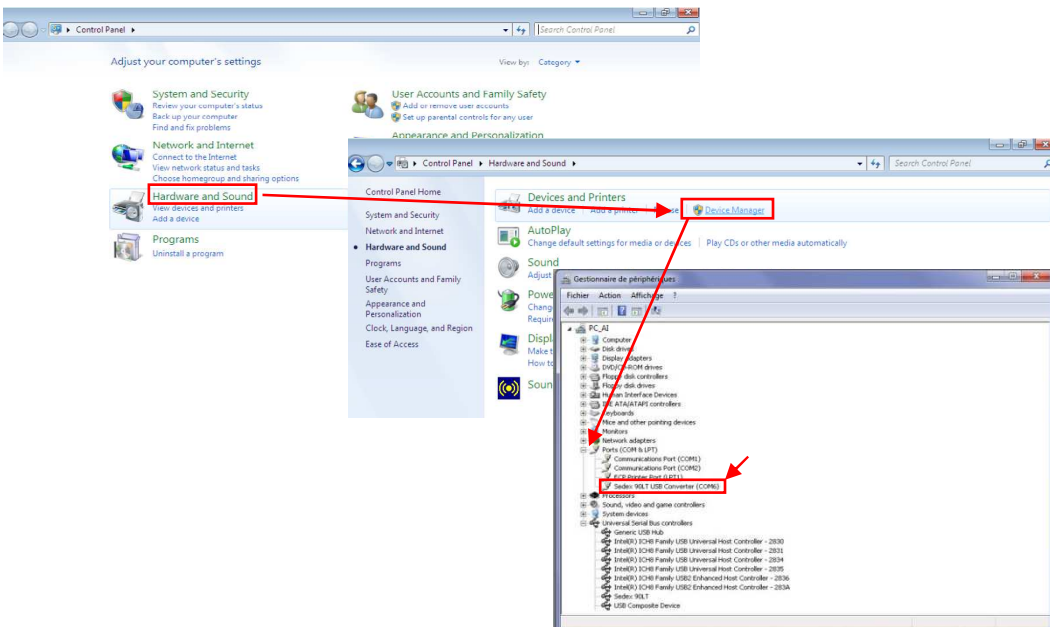 Control Panel
Search Control Panel
Adjust your computer's settings
View by: Category
System and Security
Review your computer's status
Back up your computer
Find and fix problems
Network and Internet
Connect to the Internet
View network status and tasks
Choose homegroup and sharing options
Hardware and Sound
View devices and printers
Add a device
Programs
Uninstall a program
User Accounts and Family Safety
Add or remove user accounts
Set up parental controls for any user
Appearance and Personalization
Control Panel Hardware and Sound
Search Control Panel
Control Panel Home
System and Security
Network and Internet
Hardware and Sound
Programs
User Accounts and Family
Safety
Appearance and
Personalization
Clock, Language, and Region
Ease of Access
Devices and Printers
Add a device Add a printer Device Manager
AutoPlay
Change default settings for media or devices Play CDs or other media automatically
Sound
Adjust
Powe
Chang
Requir
Displ
Make t
How to
Soun
Gestionnaire de périphériques
Fichier Action Affichage ?
PC_AI
Computer
Disk drives
Display adapters
DVD/CD-ROM drives
Floppy disk controllers
Floppy disk drives
Human Interface Devices
IDE ATA/ATAPI controllers
Keyboards
Mice and other pointing devices
Monitors
Network adapters
Ports (COM & LPT)
Communications Port (COM1)
Communications Port (COM2)
ECP Printer Port (LPT1)
Sedex 90LT USB Converter (COM6)
Processors
Sound, video and game controllers
System devices
Universal Serial Bus controllers
Generic USB Hub
Intel(R) ICH8 Family USB Universal Host Controller - 2830
Intel(R) ICH8 Family USB Universal Host Controller - 2831
Intel(R) ICH8 Family USB Universal Host Controller - 2834
Intel(R) ICH8 Family USB Universal Host Controller - 2835
Intel(R) ICH8 Family USB2 Enhanced Host Controller - 2836
Intel(R) ICH8 Family USB2 Enhanced Host Controller - 283A
Sedex 90LT
USB Composite Device